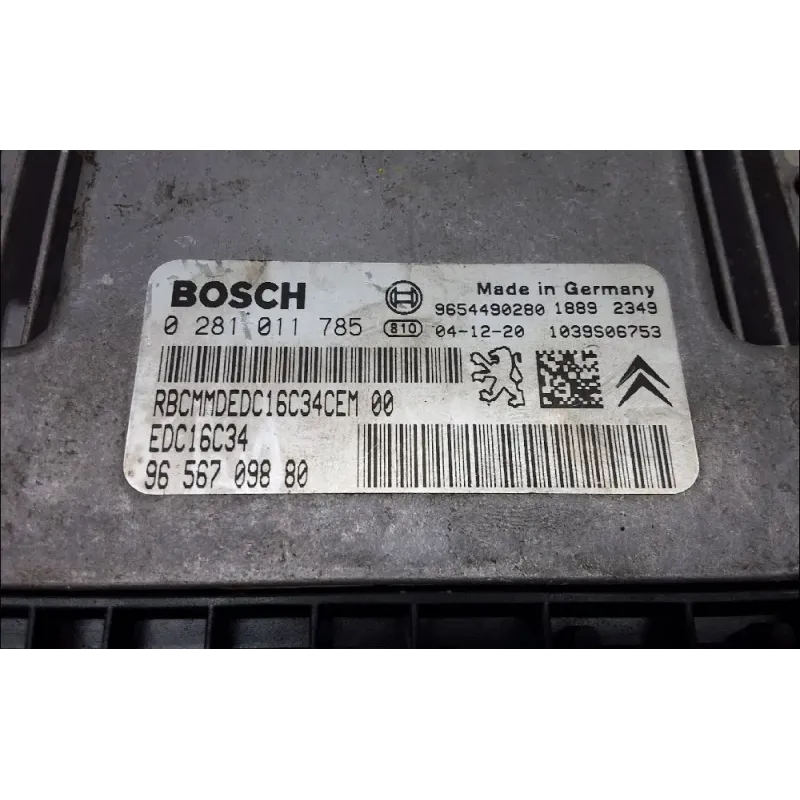 BOSCH
Made in Germany
9654490280 1889 2349
0 281 011 785 810 04-12-20 1039S06753
RBCMMDEDC16C34CEM 00
EDC16C34
96 567 098 80